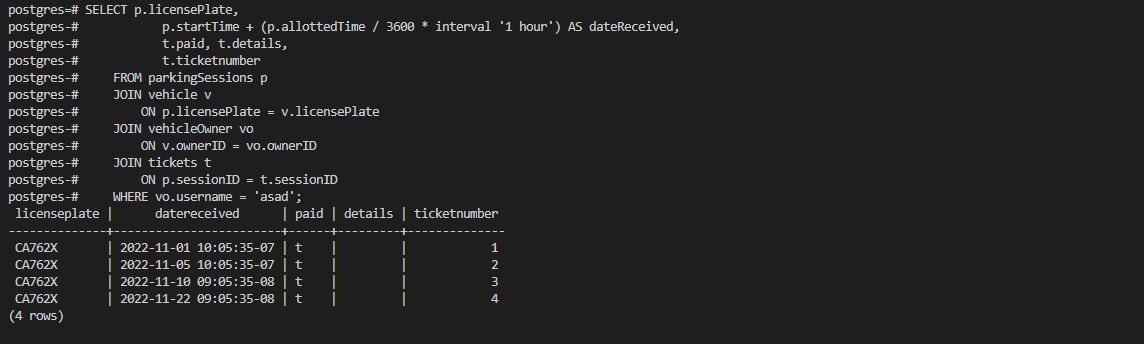 postgres=# SELECT p.licensePlate,
postgres-#           p.startTime + (p.allottedTime / 3600 * interval '1 hour') AS dateReceived,
postgres-#           t.paid, t.details,
postgres-#           t.ticketnumber
postgres-#    FROM parkingSessions p
postgres-#    JOIN vehicle v
postgres-#        ON p.licensePlate = v.licensePlate
postgres-#    JOIN vehicleOwner vo
postgres-#        ON v.ownerID = vo.ownerID
postgres-#    JOIN tickets t
postgres-#        ON p.sessionID = t.sessionID
postgres-#    WHERE vo.username = 'asad';
 licenseplate |      datereceived      | paid | details | ticketnumber
--------------+------------------------+------+---------+--------------
 CA762X       | 2022-11-01 10:05:35-07 | t    |         |            1
 CA762X       | 2022-11-05 10:05:35-07 | t    |         |            2
 CA762X       | 2022-11-10 09:05:35-08 | t    |         |            3
 CA762X       | 2022-11-22 09:05:35-08 | t    |         |            4
(4 rows)